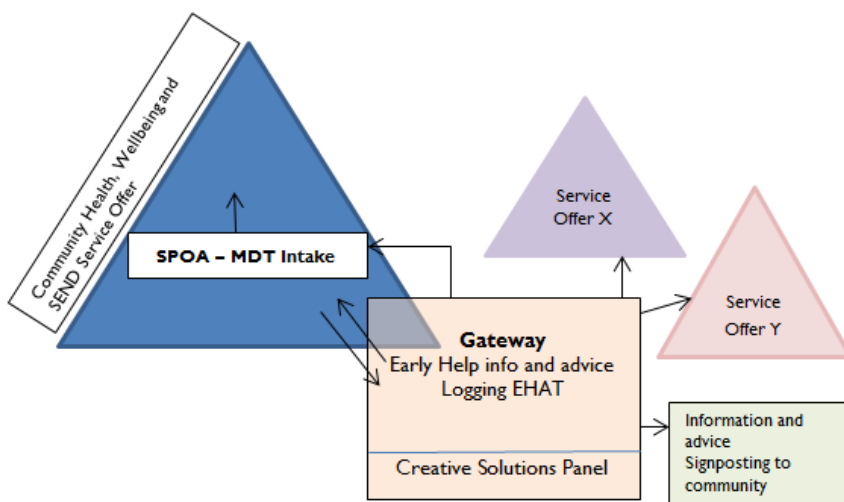 Community Health, Wellbeing and
SEND Service Offer
SPOA – MDT Intake
Service
Offer X
Service
Offer Y
Gateway
Early Help info and advice
Logging EHAT
Creative Solutions Panel
Information and
advice
Signposting to
community